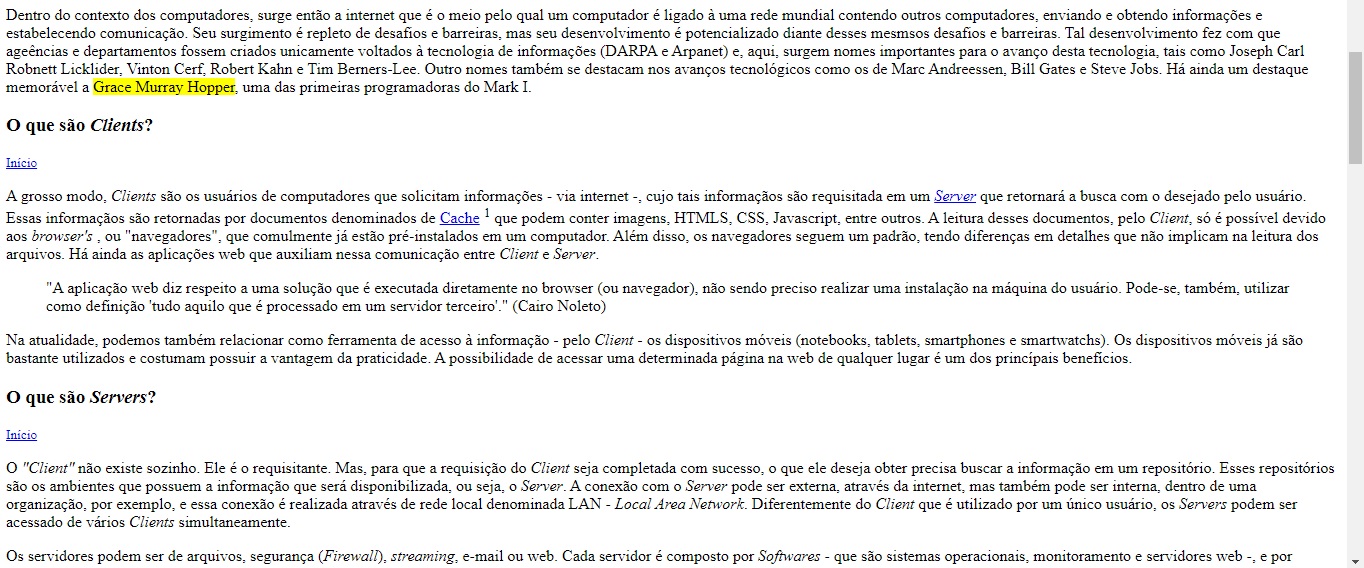 Dentro do contexto dos computadores, surge então a internet que é o meio pelo qual um computador é ligado à uma rede mundial contendo outros computadores, enviando e obtendo informações e
estabelecendo comunicação. Seu surgimento é repleto de desafios e barreiras, mas seu desenvolvimento é potencializado diante desses mesmsos desafios e barreiras. Tal desenvolvimento fez com que
ageências e departamentos fossem criados unicamente voltados à tecnologia de informações (DARPA e Arpanet) e, aqui, surgem nomes importantes para o avanço desta tecnologia, tais como Joseph Carl
Robnett Licklider, Vinton Cerf, Robert Kahn e Tim Berners-Lee. Outro nomes também se destacam nos avanços tecnológicos como os de Marc Andreessen, Bill Gates e Steve Jobs. Há ainda um destaque
memorável a Grace Murray Hopper, uma das primeiras programadoras do Mark I.
O que são Clients?
Início
A grosso modo, Clients são os usuários de computadores que solicitam informações - via internet -, cujo tais informaçãos são requisitada em um Server que retornará a busca com o desejado pelo usuário.
Essas informaçãos são retornadas por documentos denominados de Cache 1 que podem conter imagens, HTMLS, CSS, Javascript, entre outros. A leitura desses documentos, pelo Client, só é possível devido
aos browser's , ou "navegadores", que comulmente já estão pré-instalados em um computador. Além disso, os navegadores seguem um padrão, tendo diferenças em detalhes que não implicam na leitura dos
arquivos. Há ainda as aplicações web que auxiliam nessa comunicação entre Client e Server.
"A aplicação web diz respeito a uma solução que é executada diretamente no browser (ou navegador), não sendo preciso realizar uma instalação na máquina do usuário. Pode-se, também, utilizar
como definição 'tudo aquilo que é processado em um servidor terceiro'." (Cairo Noleto)
Na atualidade, podemos também relacionar como ferramenta de acesso à informação - pelo Client - os dispositivos móveis (notebooks, tablets, smartphones e smartwatchs). Os dispositivos móveis já são
bastante utilizados e costumam possuir a vantagem da praticidade. A possibilidade de acessar uma determinada página na web de qualquer lugar é um dos princípais benefícios.
O que são Servers?
Início
O "Client" não existe sozinho. Ele é o requisitante. Mas, para que a requisição do Client seja completada com sucesso, o que ele deseja obter precisa buscar a informação em um repositório. Esses repositórios
são os ambientes que possuem a informação que será disponibilizada, ou seja, o Server. A conexão com o Server pode ser externa, através da internet, mas também pode ser interna, dentro de uma
organização, por exemplo, e essa conexão é realizada através de rede local denominada LAN - Local Area Network. Diferentemente do Client que é utilizado por um único usuário, os Servers podem ser
acessado de vários Clients simultaneamente.
Os servidores podem ser de arquivos, segurança (Firewall), streaming, e-mail ou web. Cada servidor é composto por Softwares - que são sistemas operacionais, monitoramento e servidores web -, e por